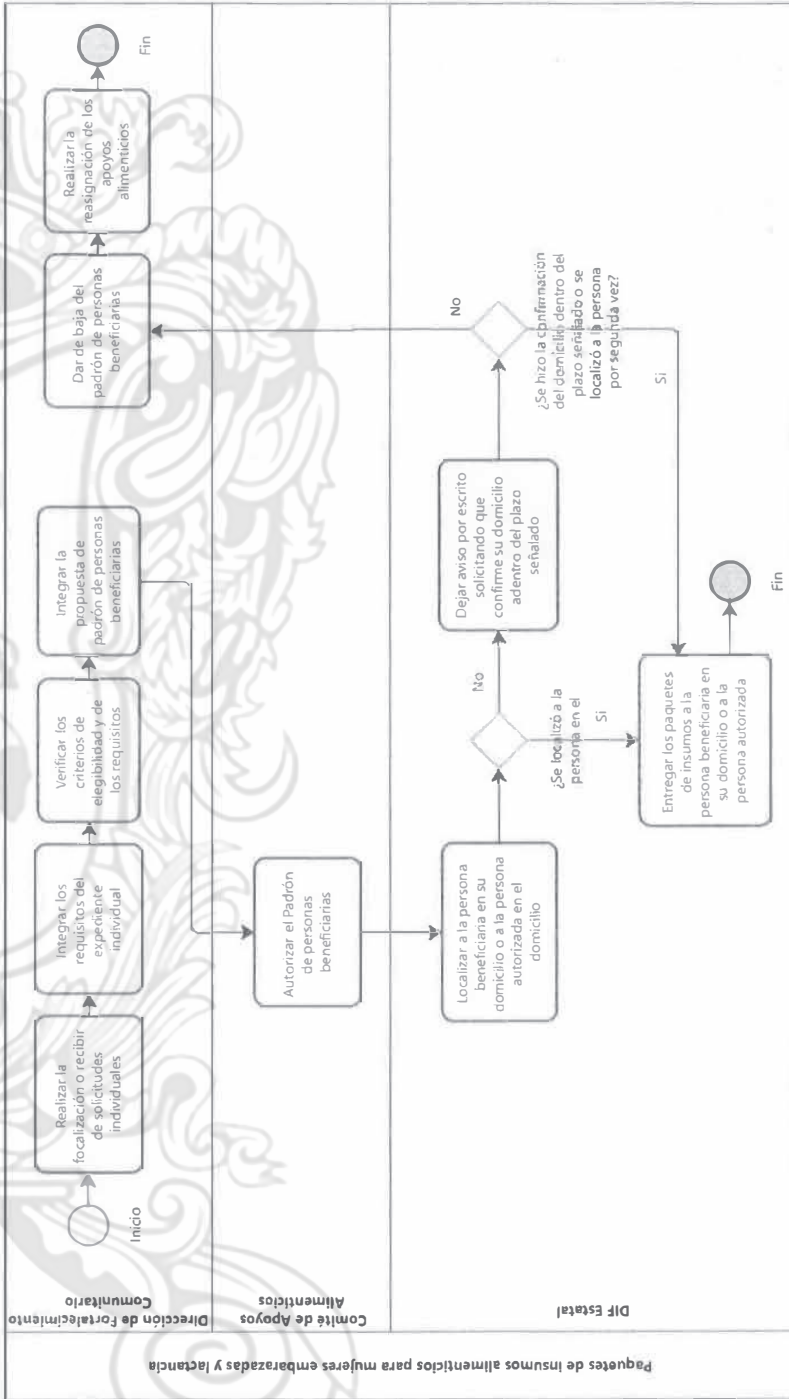 Paquetes de insumos alimenticios para mujeres embarazadas y lactancia
Dirección de Fortalecimiento
Comunitario
Inicio
Realizar la
focalización o recibir
de solicitudes
individuales
Integrar los
requisitos del
expediente
individual
Verificar los
criterios de
elegibilidad y de
los requisitos
Integrar la
propuesta de
padrón de personas
beneficiarias
Dar de baja del
padrón de personas
beneficiarias
Realizar la
reasignación de los
apoyos
alimenticios
Fin
Comité de Apoyos
Alimenticios
Autorizar el Padrón
de personas
beneficiarias
DIF Estatal
Localizar a la persona
beneficiaria en su
domicilio o a la persona
autorizada en el
domicilio
¿Se localizó a la
persona en el
No
Si
Dejar aviso por escrito
solicitando que
confirme su domicilio
adentro del plazo
señalado
¿Se hizo la confirmación
del domicilio dentro del
plazo señalado o se
localizó a la persona
por segunda vez?
No
Si
Entregar los paquetes
de insumos a la
persona beneficiaria en
su domicilio o a la
persona autorizada
Fin